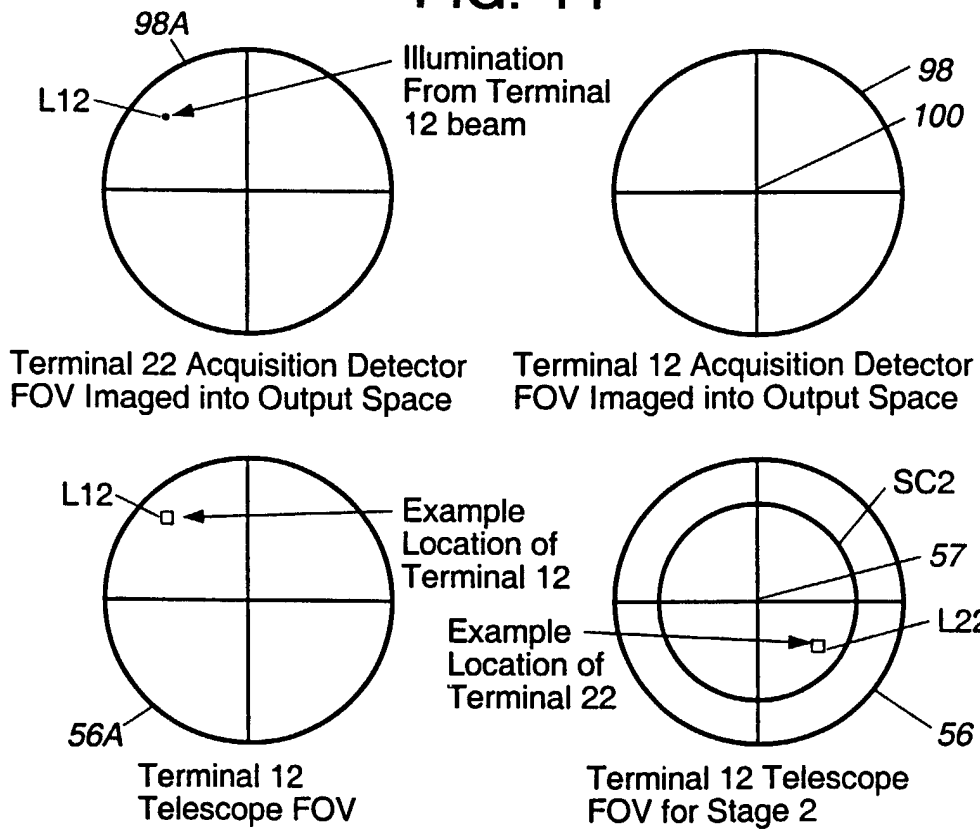 98A
L12
Illumination
From Terminal
12 beam
98
100
Terminal 22 Acquisition Detector
FOV Imaged into Output Space
Terminal 12 Acquisition Detector
FOV Imaged into Output Space
L12
Example
Location of
Terminal 12
56A
Terminal 12
Telescope FOV
SC2
57
L22
Example
Location of
Terminal 22
56
Terminal 12 Telescope
FOV for Stage 2